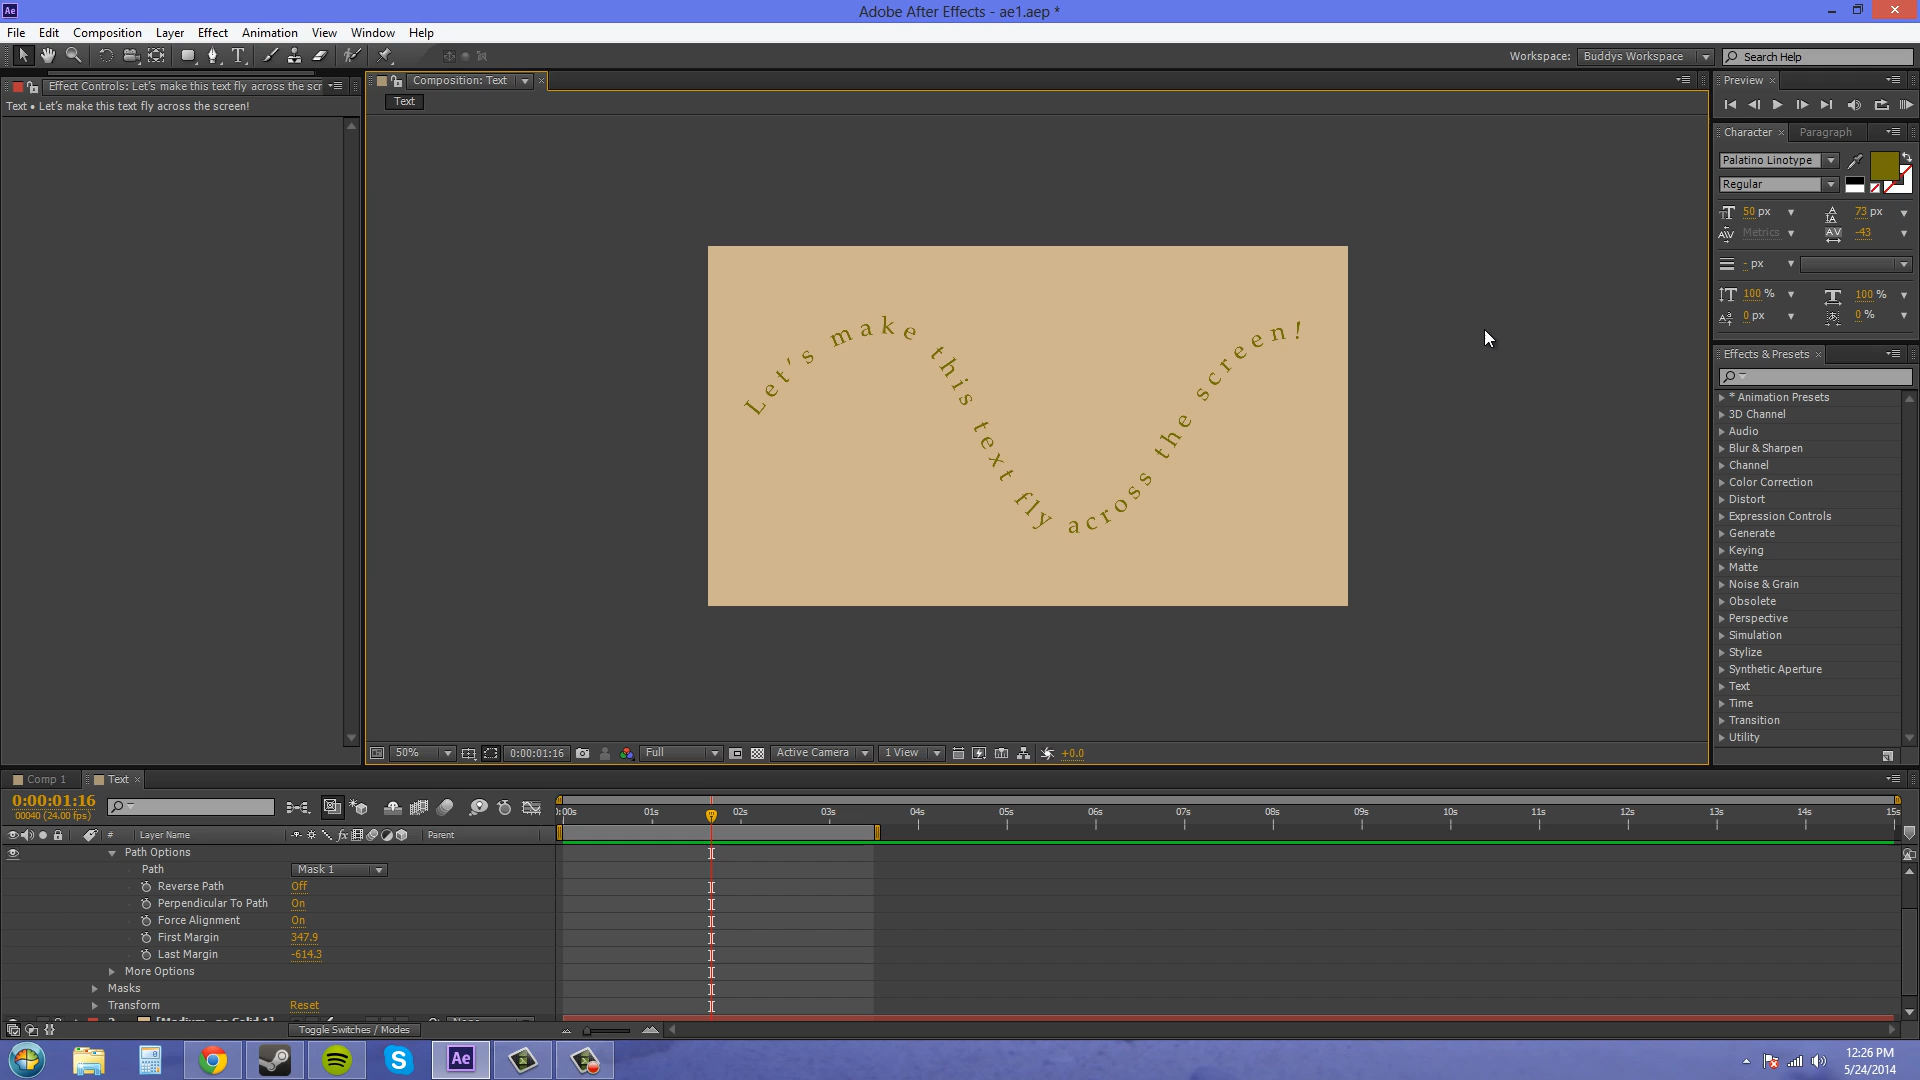 Ae
Adobe After Effects - ae1.aep *
File Edit Composition Layer Effect Animation View Window Help
Workspace: Buddys Workspace Search Help
Effect Controls: Let's make this text fly across the scr
Text • Let's make this text fly across the screen!
Composition: Text
Text
Let's make this text fly across the screen!
50% 0:00:01:16 Full Active Camera 1 View +0.0
Preview
Character Paragraph
Palatino Linotype
Regular
50 px 73 px
Metrics -43
- px
100 % 100 %
0 px 0 %
Effects & Presets
* Animation Presets
3D Channel
Audio
Blur & Sharpen
Channel
Color Correction
Distort
Expression Controls
Generate
Keying
Matte
Noise & Grain
Obsolete
Perspective
Simulation
Stylize
Synthetic Aperture
Text
Time
Transition
Utility
Comp 1 Text
0:00:01:16
00040 (24.00 fps)
:00s 01s 02s 03s 04s 05s 06s 07s 08s 09s 10s 11s 12s 13s 14s 15s
# Layer Name Parent
Path Options
Path Mask 1
Reverse Path Off
Perpendicular To Path On
Force Alignment On
First Margin 347.9
Last Margin -614.3
More Options
Masks
Transform Reset
Toggle Switches / Modes
Ae
12:26 PM
5/24/2014